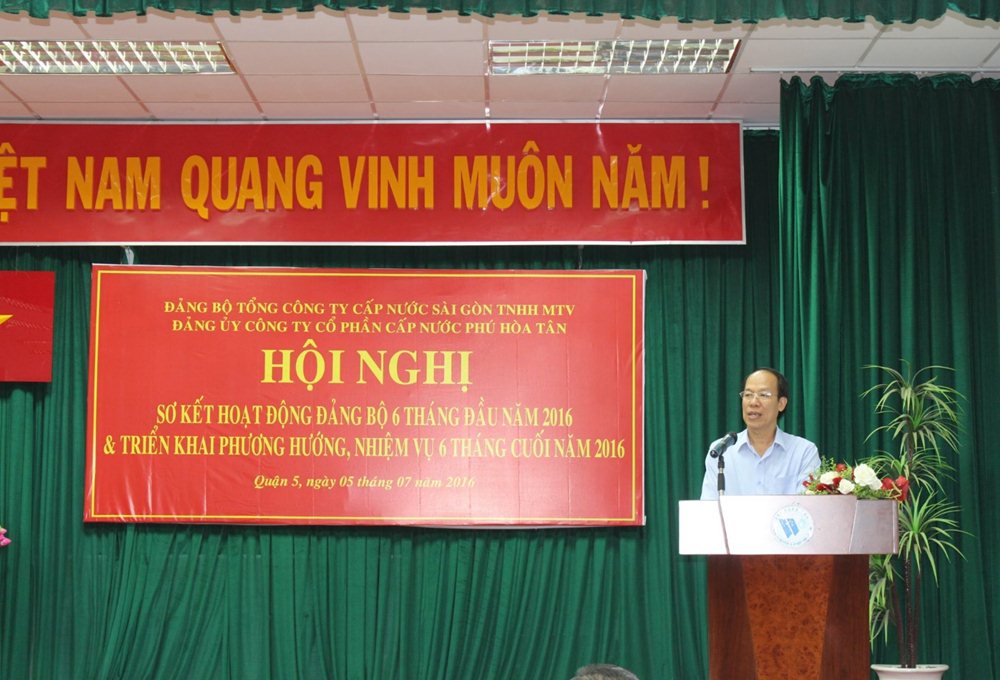 VIỆT NAM QUANG VINH MUÔN NĂM !
ĐẢNG BỘ TỔNG CÔNG TY CẤP NƯỚC SÀI GÒN TNHH MTV
ĐẢNG ỦY CÔNG TY CỔ PHẦN CẤP NƯỚC PHÚ HÒA TÂN
HỘI NGHỊ
SƠ KẾT HOẠT ĐỘNG ĐẢNG BỘ 6 THÁNG ĐẦU NĂM 2016
& TRIỂN KHAI PHƯƠNG HƯỚNG, NHIỆM VỤ 6 THÁNG CUỐI NĂM 2016
Quận 5, ngày 05 tháng 07 năm 2016